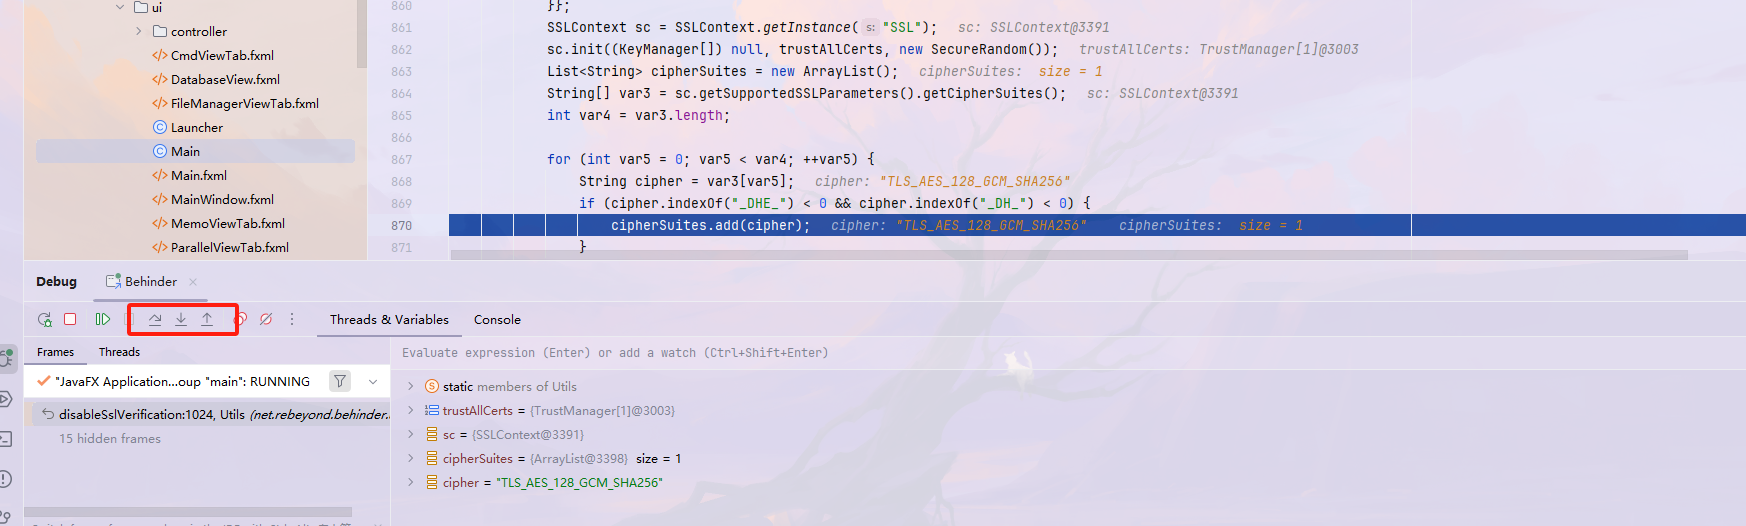 ui
controller
CmdViewTab.fxml
DatabaseView.fxml
FileManagerViewTab.fxml
Launcher
Main
Main.fxml
MainWindow.fxml
MemoViewTab.fxml
ParallelViewTab.fxml
860 }};
861 SSLContext sc = SSLContext.getInstance( s: "SSL"); sc: SSLContext@3391
862 sc.init((KeyManager[]) null, trustAllCerts, new SecureRandom()); trustAllCerts: TrustManager[1]@3003
863 List<String> cipherSuites = new ArrayList(); cipherSuites: size = 1
864 String[] var3 = sc.getSupportedSSLParameters().getCipherSuites(); sc: SSLContext@3391
865 int var4 = var3.length;
866
867 for (int var5 = 0; var5 < var4; ++var5) {
868 String cipher = var3[var5]; cipher: "TLS_AES_128_GCM_SHA256"
869 if (cipher.indexOf("_DHE_") < 0 && cipher.indexOf("_DH_") < 0) {
870 cipherSuites.add(cipher); cipher: "TLS_AES_128_GCM_SHA256" cipherSuites: size = 1
871 }
Debug Behinder
Threads & Variables Console
Frames Threads
"JavaFX Application...oup "main": RUNNING
disableSslVerification:1024, Utils (net.rebeyond.behinder.
15 hidden frames
Evaluate expression (Enter) or add a watch (Ctrl+Shift+Enter)
static members of Utils
trustAllCerts = {TrustManager[1]@3003}
sc = {SSLContext@3391}
cipherSuites = {ArrayList@3398} size = 1
cipher = "TLS_AES_128_GCM_SHA256"